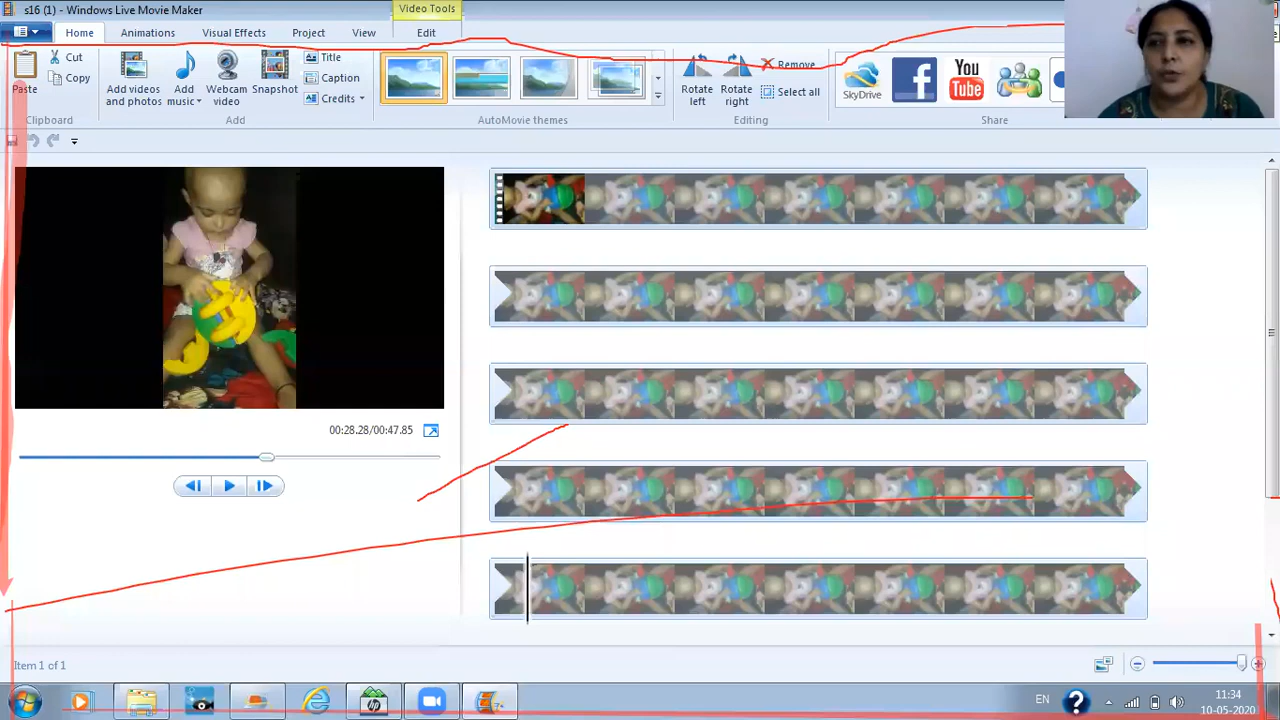 s16 (1) - Windows Live Movie Maker
Video Tools
Home Animations Visual Effects Project View Edit
Paste
Cut
Copy
Clipboard
Add videos and photos
Add music
Webcam video
Snapshot
Title
Caption
Credits
Add
AutoMovie themes
Rotate left
Rotate right
Remove
Select all
Editing
SkyDrive
You Tube
Share
00:28.28/00:47.85
Item 1 of 1
EN
11:34
10-05-2020